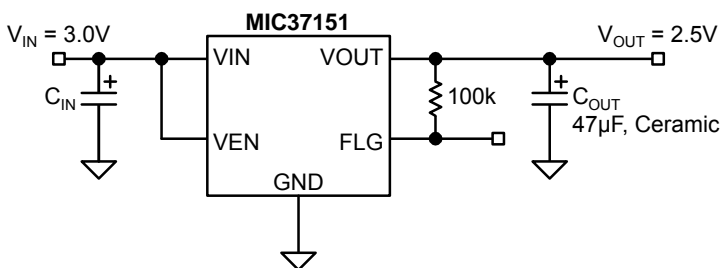 MIC37151
V_IN = 3.0V
V_OUT = 2.5V
VIN
VOUT
C_IN
+
100k
+
C_OUT
47µF, Ceramic
VEN
FLG
GND